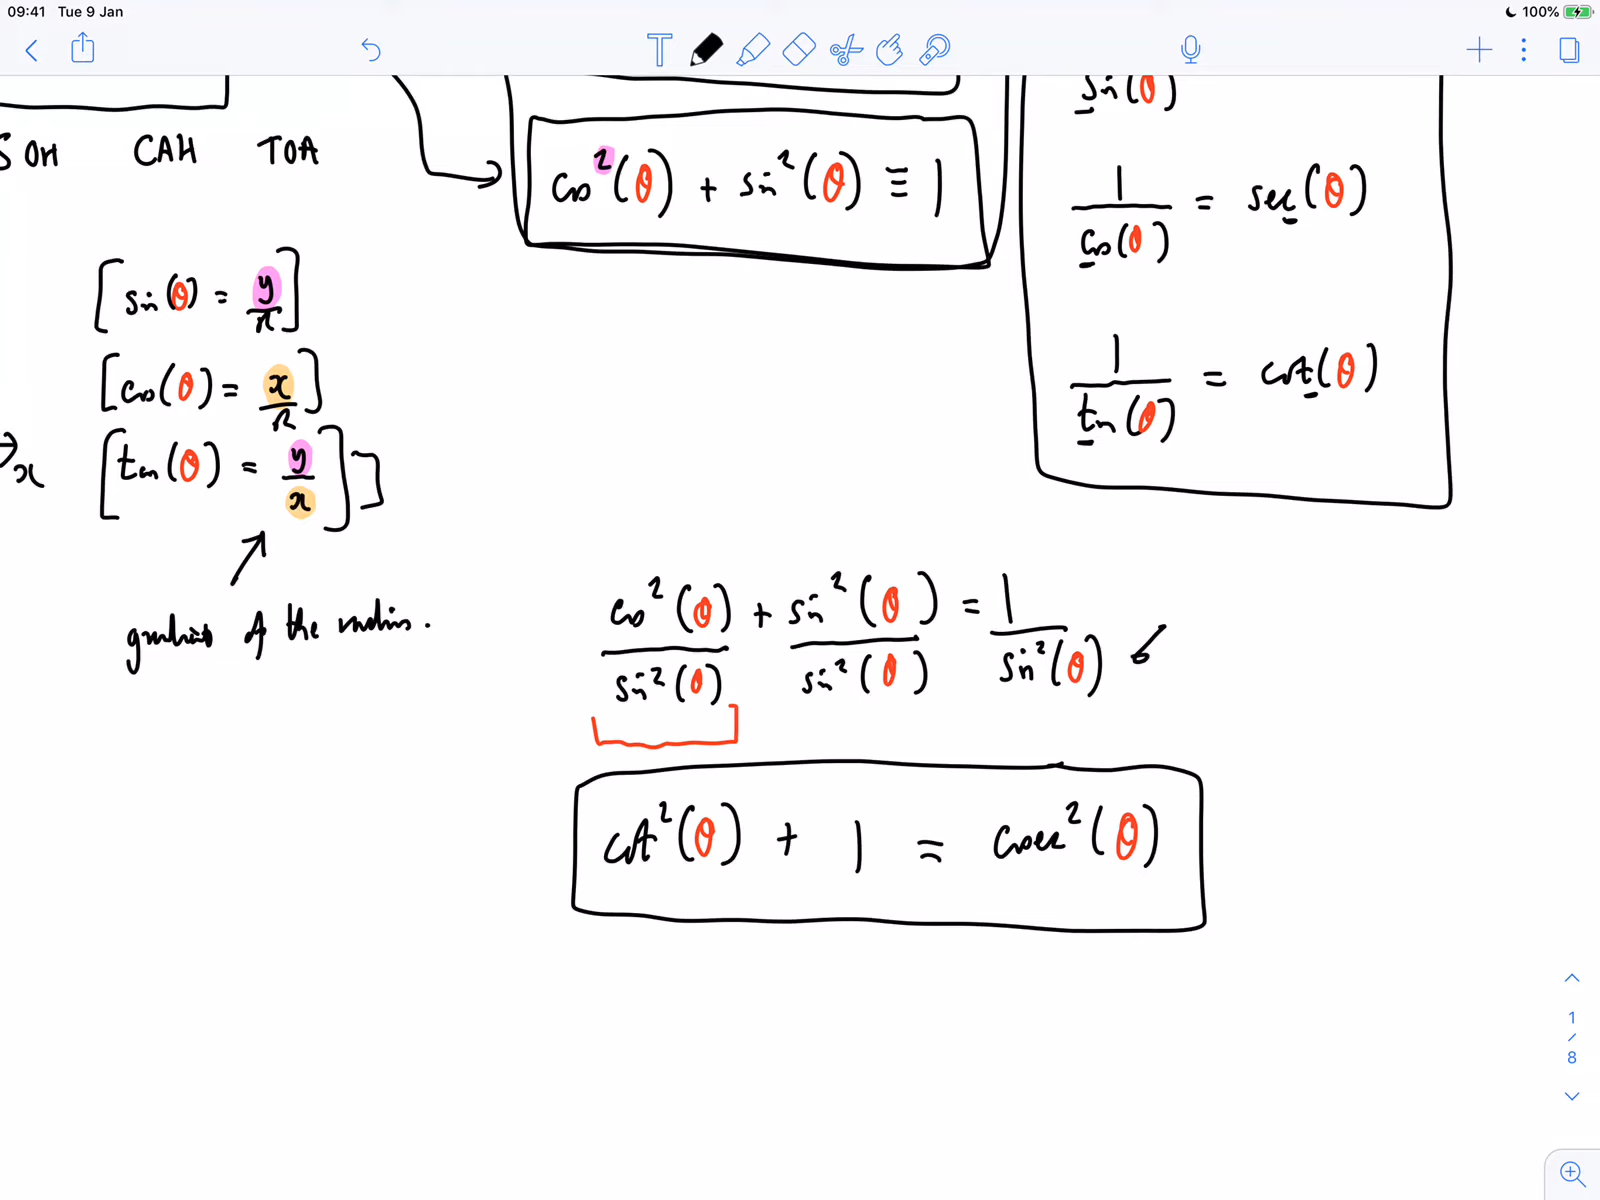 09:41 Tue 9 Jan
100%
SOH CAH TOA
cos²(θ) + sin²(θ) ≡ 1
sin(θ)
1/cos(θ) = sec(θ)
1/tan(θ) = cot(θ)
[sin(θ) = y/r]
[cos(θ) = x/R]
[tan(θ) = y/x]]
x
gradient of the radius.
cos²(θ)/sin²(θ) + sin²(θ)/sin²(θ) = 1/sin²(θ)
cot²(θ) + 1 = cosec²(θ)
1
/
8